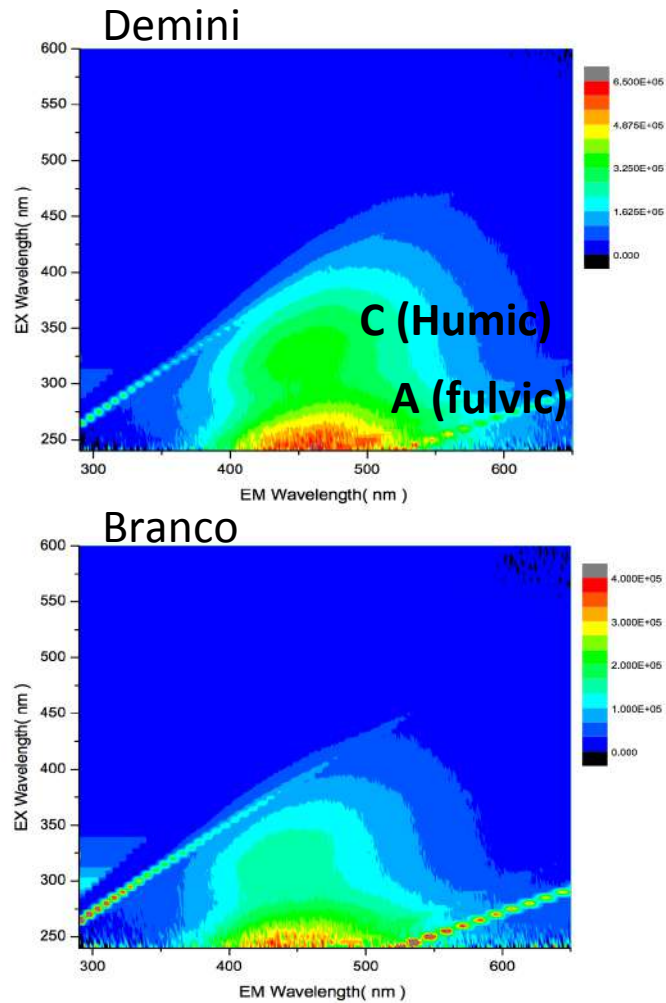 Demini
600
550
500
450
400
350
300
250
EX Wavelength( nm )
C (Humic)
A (fulvic)
300
400
500
600
EM Wavelength( nm )
6.500E+05
4.875E+05
3.250E+05
1.625E+05
0.000
Branco
600
550
500
450
400
350
300
250
EX Wavelength( nm )
300
400
500
600
EM Wavelength( nm )
4.000E+05
3.000E+05
2.000E+05
1.000E+05
0.000